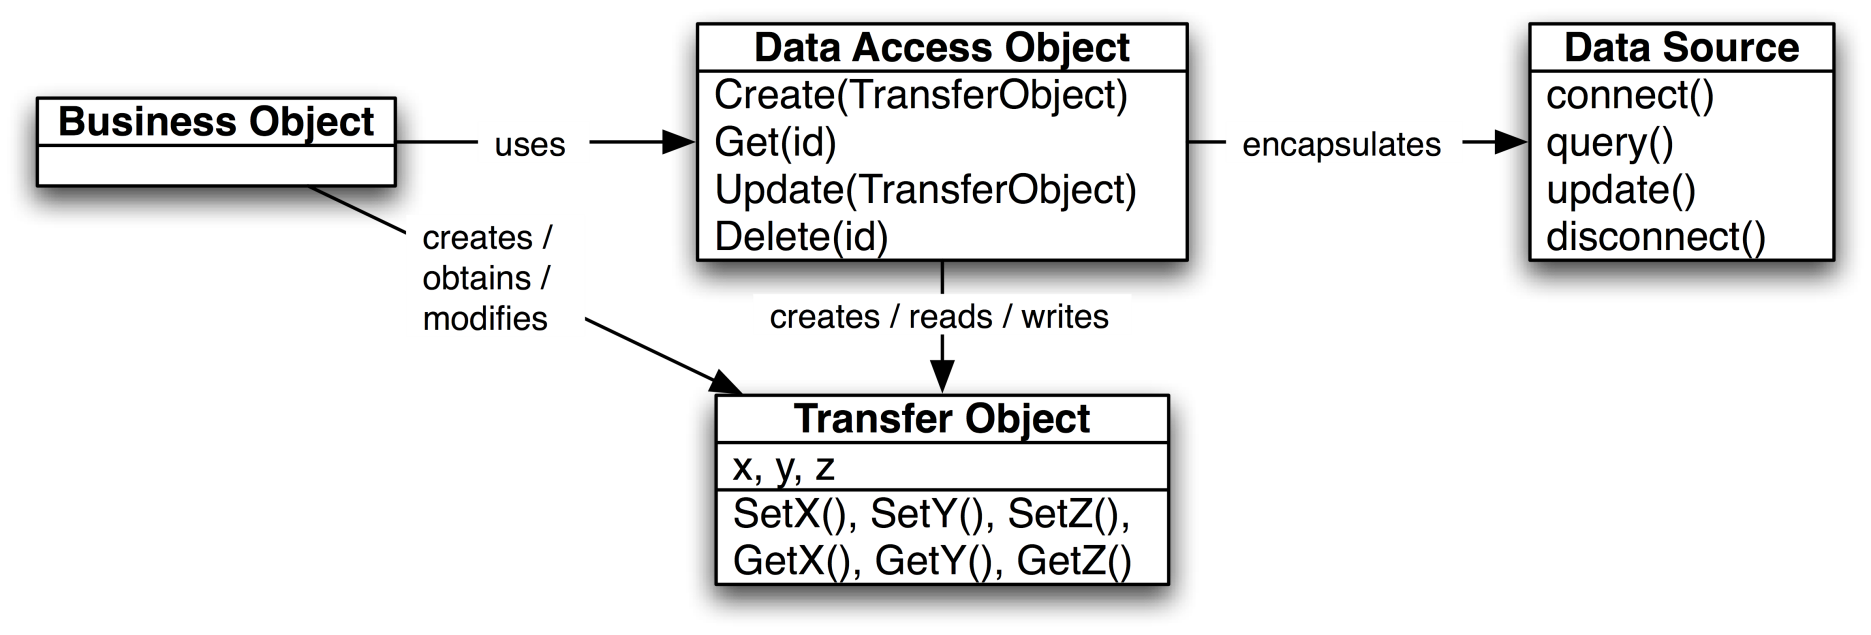 Business Object
uses
creates /
obtains /
modifies
Data Access Object
Create(TransferObject)
Get(id)
Update(TransferObject)
Delete(id)
encapsulates
Data Source
connect()
query()
update()
disconnect()
creates / reads / writes
Transfer Object
x, y, z
SetX(), SetY(), SetZ(),
GetX(), GetY(), GetZ()